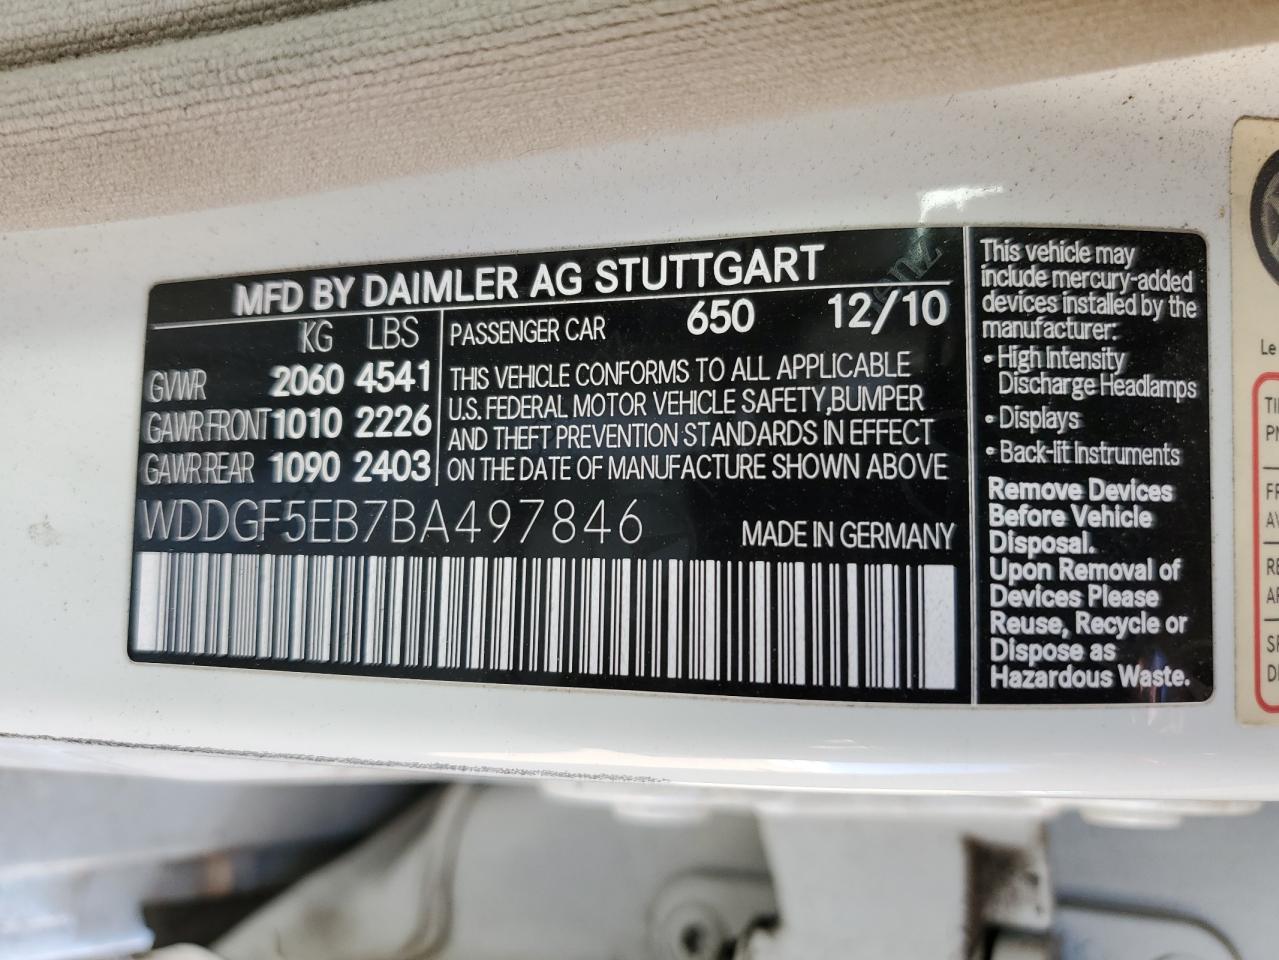 MFD BY DAIMLER AG STUTTGART
KG LBS
GVWR 2060 4541
GAWR FRONT 1010 2226
GAWR REAR 1090 2403
PASSENGER CAR 650 12/10
THIS VEHICLE CONFORMS TO ALL APPLICABLE
U.S. FEDERAL MOTOR VEHICLE SAFETY, BUMPER
AND THEFT PREVENTION STANDARDS IN EFFECT
ON THE DATE OF MANUFACTURE SHOWN ABOVE
WDDGF5EB7BA497846 MADE IN GERMANY
This vehicle may
include mercury-added
devices installed by the
manufacturer:
• High Intensity
Discharge Headlamps
• Displays
• Back-lit Instruments
Remove Devices
Before Vehicle
Disposal.
Upon Removal of
Devices Please
Reuse, Recycle or
Dispose as
Hazardous Waste.
Le